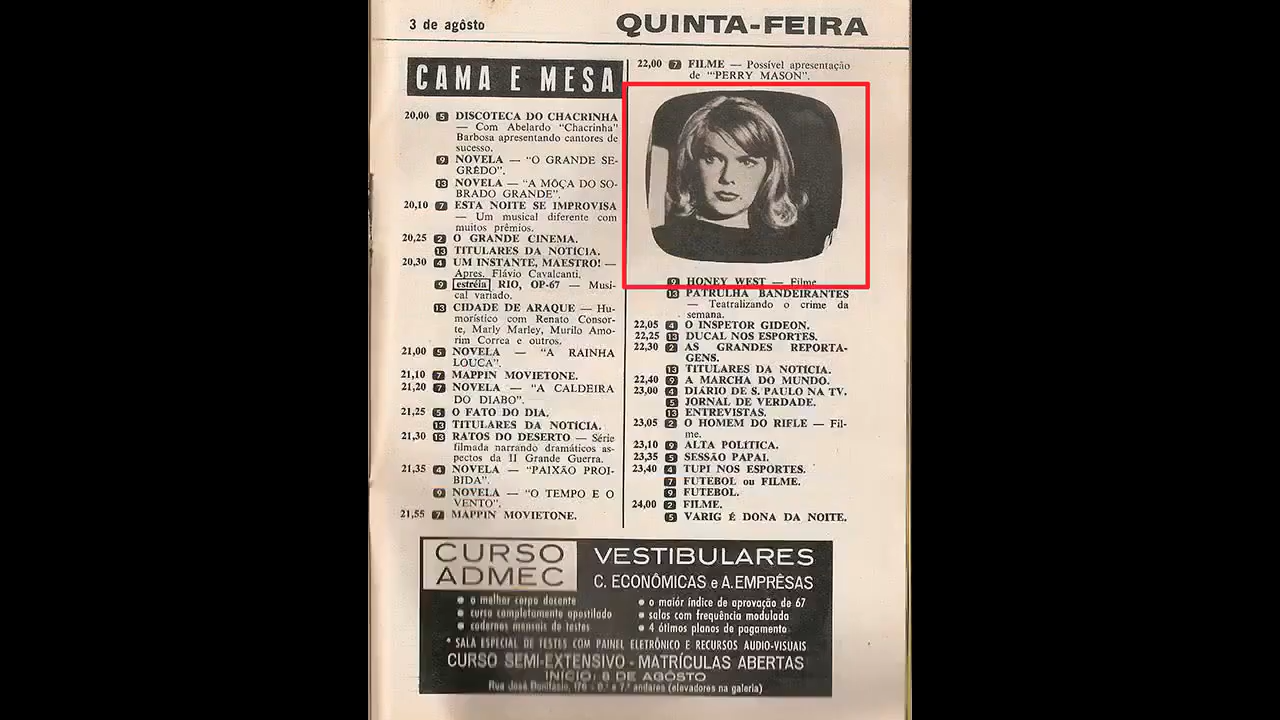 3 de agôsto
QUINTA-FEIRA
CAMA E MESA
20,00 5 DISCOTECA DO CHACRINHA
— Com Abelardo "Chacrinha"
Barbosa apresentando cantores de
sucesso.
9 NOVELA — "O GRANDE SE-
GRÊDO".
13 NOVELA — "A MÔÇA DO SO-
BRADO GRANDE".
20,10 7 ESTA NOITE SE IMPROVISA
— Um musical diferente com
muitos prêmios.
20,25 2 O GRANDE CINEMA.
13 TITULARES DA NOTÍCIA.
20,30 4 UM INSTANTE, MAESTRO! —
Apres. Flávio Cavalcanti.
9 estréia RIO, OP-67 — Musi-
cal variado.
13 CIDADE DE ARAQUE — Hu-
morístico com Renato Consor-
te, Marly Marley, Murilo Amo-
rim Correa e outros.
21,00 5 NOVELA — "A RAINHA
LOUCA".
21,10 7 MAPPIN MOVIETONE.
21,20 7 NOVELA — "A CALDEIRA
DO DIABO".
21,25 5 O FATO DO DIA.
13 TITULARES DA NOTÍCIA.
21,30 13 RATOS DO DESERTO — Série
filmada narrando dramáticos as-
pectos da II Grande Guerra.
21,35 4 NOVELA — "PAIXÃO PROI-
BIDA".
9 NOVELA — "O TEMPO E O
VENTO".
21,55 7 MAPPIN MOVIETONE.
22,00 7 FILME — Possível apresentação
de "'PERRY MASON".
9 HONEY WEST — Filme
13 PATRULHA BANDEIRANTES
— Teatralizando o crime da
semana.
22,05 4 O INSPETOR GIDEON.
22,25 13 DUCAL NOS ESPORTES.
22,30 2 AS GRANDES REPORTA-
GENS.
13 TITULARES DA NOTÍCIA.
22,40 9 A MARCHA DO MUNDO.
23,00 4 DIÁRIO DE S. PAULO NA TV.
5 JORNAL DE VERDADE.
13 ENTREVISTAS.
23,05 2 O HOMEM DO RIFLE — Fil-
me.
23,10 9 ALTA POLÍTICA.
23,35 5 SESSÃO PAPAI.
23,40 4 TUPI NOS ESPORTES.
7 FUTEBOL ou FILME.
9 FUTEBOL.
24,00 2 FILME.
5 VARIG É DONA DA NOITE.
CURSO
ADMEC
VESTIBULARES
C. ECONÔMICAS e A. EMPRÊSAS
• o melhor corpo docente
• curso completamente apostilado
• cadernos mensais de testes
• o maiór índice de aprovação de 67
• salas com frequência modulada
• 4 ótimos planos de pagamento
* SALA ESPECIAL DE TESTES COM PAINEL ELETRÔNICO E RECURSOS AUDIO-VISUAIS
CURSO SEMI-EXTENSIVO - MATRÍCULAS ABERTAS
INÍCIO: 8 DE AGÔSTO
Rua José Bonifácio, 176 - 6.º e 7.º andares (elevadores na galeria)